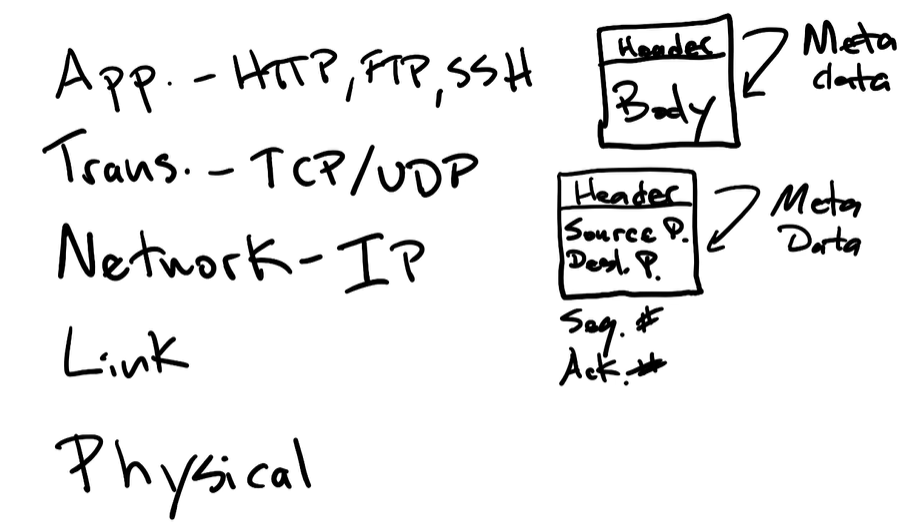 App. - HTTP, FTP, SSH
Trans. - TCP/UDP
Network - IP
Link
Physical
Header
Body
Meta
data
Header
Source P.
Dest. P.
Meta
Data
Seq. #
Ack. #